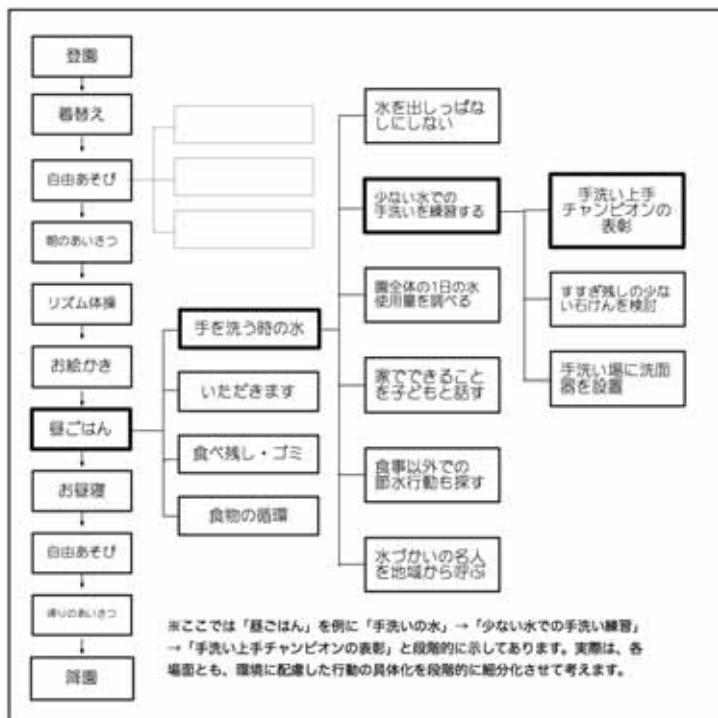 登園
着替え
自由あそび
朝のあいさつ
リズム体操
お絵かき
昼ごはん
お昼寝
自由あそび
帰りのあいさつ
降園
手を洗う時の水
いただきます
食べ残し・ゴミ
食物の循環
水を出しっぱな
しにしない
少ない水での
手洗いを練習する
園全体の1日の水
使用量を調べる
家でできること
を子どもと話す
食事以外での
節水行動も探す
水づかいの名人
を地域から呼ぶ
手洗い上手
チャンピオンの
表彰
すすぎ残しの少な
い石けんを検討
手洗い場に洗面
器を設置
※ここでは「昼ごはん」を例に「手洗いの水」→「少ない水での手洗い練習」
→「手洗い上手チャンピオンの表彰」と段階的に示してあります。実際は、各
場面とも、環境に配慮した行動の具体化を段階的に細分化させて考えます。